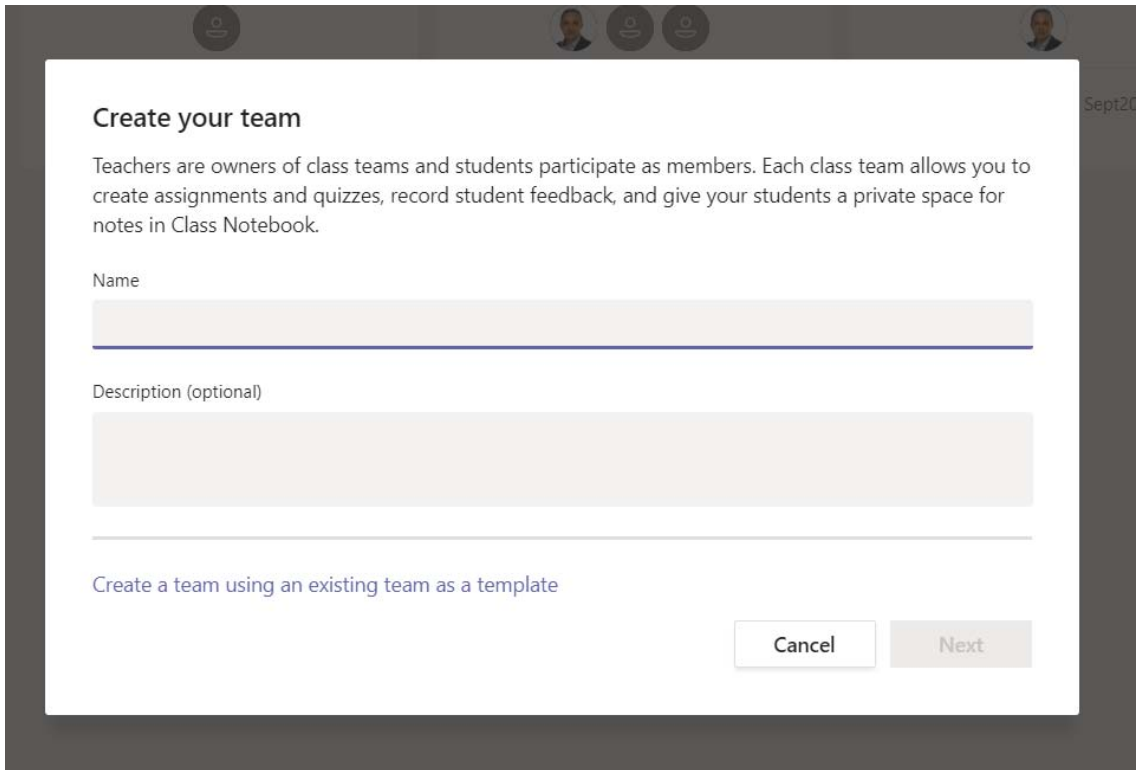 Sept20
Create your team
Teachers are owners of class teams and students participate as members. Each class team allows you to
create assignments and quizzes, record student feedback, and give your students a private space for
notes in Class Notebook.
Name
Description (optional)
Create a team using an existing team as a template
Cancel
Next